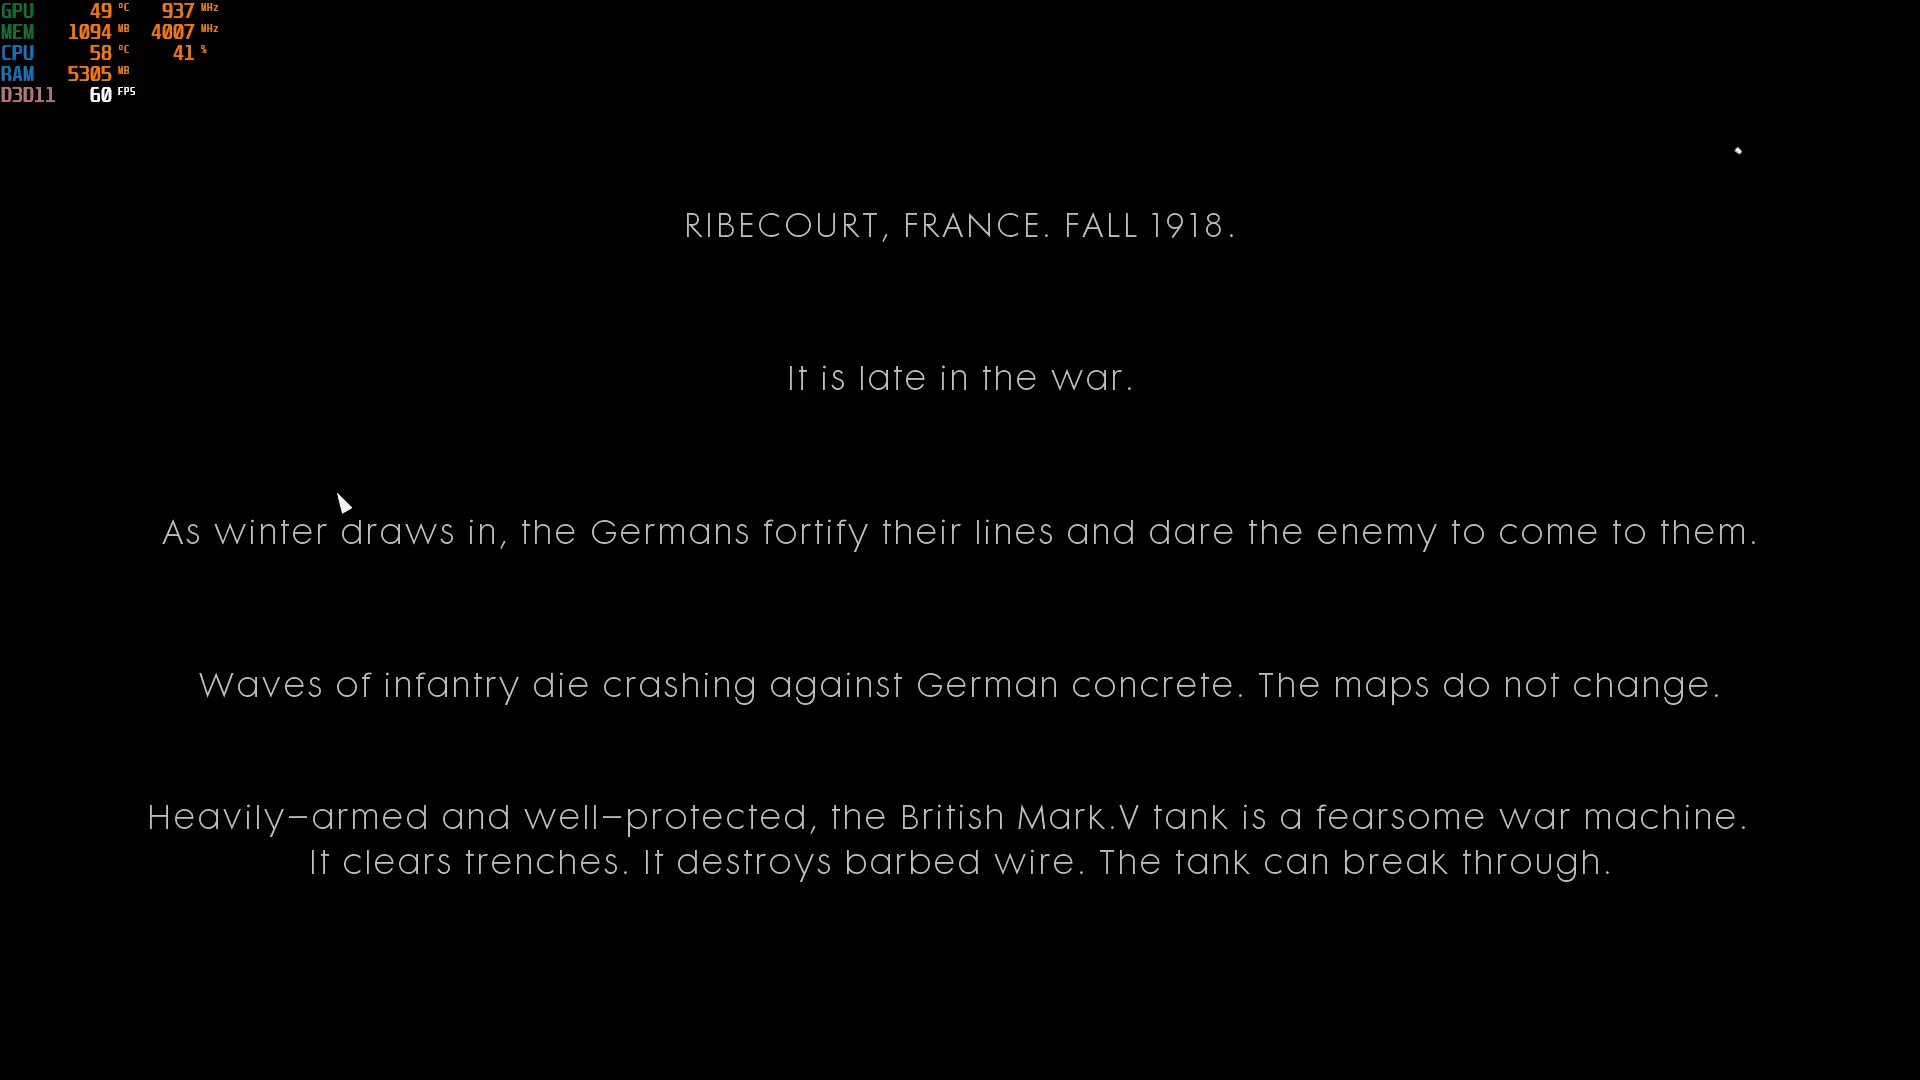 GPU 49 °C 937 MHz
MEM 1094 MB 4007 MHz
CPU 58 °C 41 %
RAM 5305 MB
D3D11 60 FPS
RIBECOURT, FRANCE. FALL 1918.
It is late in the war.
As winter draws in, the Germans fortify their lines and dare the enemy to come to them.
Waves of infantry die crashing against German concrete. The maps do not change.
Heavily-armed and well-protected, the British Mark.V tank is a fearsome war machine.
It clears trenches. It destroys barbed wire. The tank can break through.